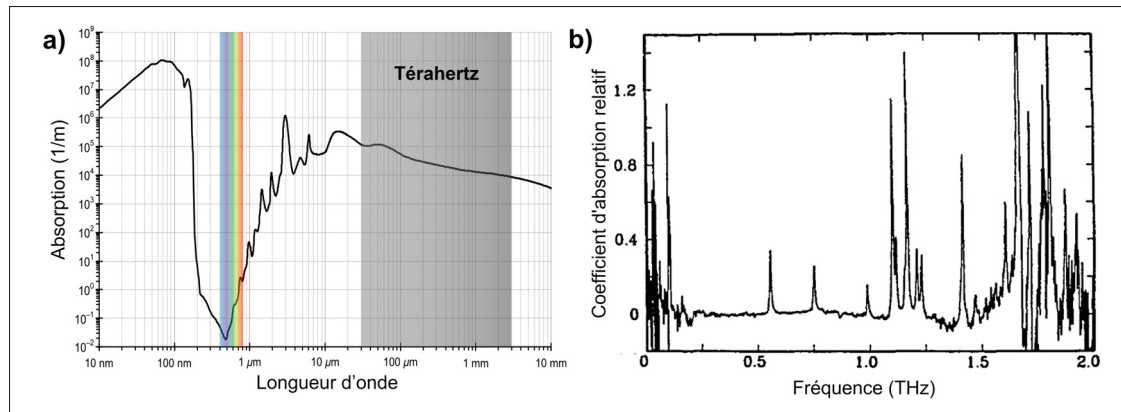 a)
Absorption (1/m)
10⁹
10⁸
10⁷
10⁶
10⁵
10⁴
10³
10²
10¹
10⁰
10⁻¹
10⁻²
Térahertz
10 nm
100 nm
1 µm
10 µm
100 µm
1 mm
10 mm
Longueur d’onde
b)
Coefficient d'absorption relatif
1.2
0.8
0.4
0
0
0.5
1.0
1.5
2.0
Fréquence (THz)